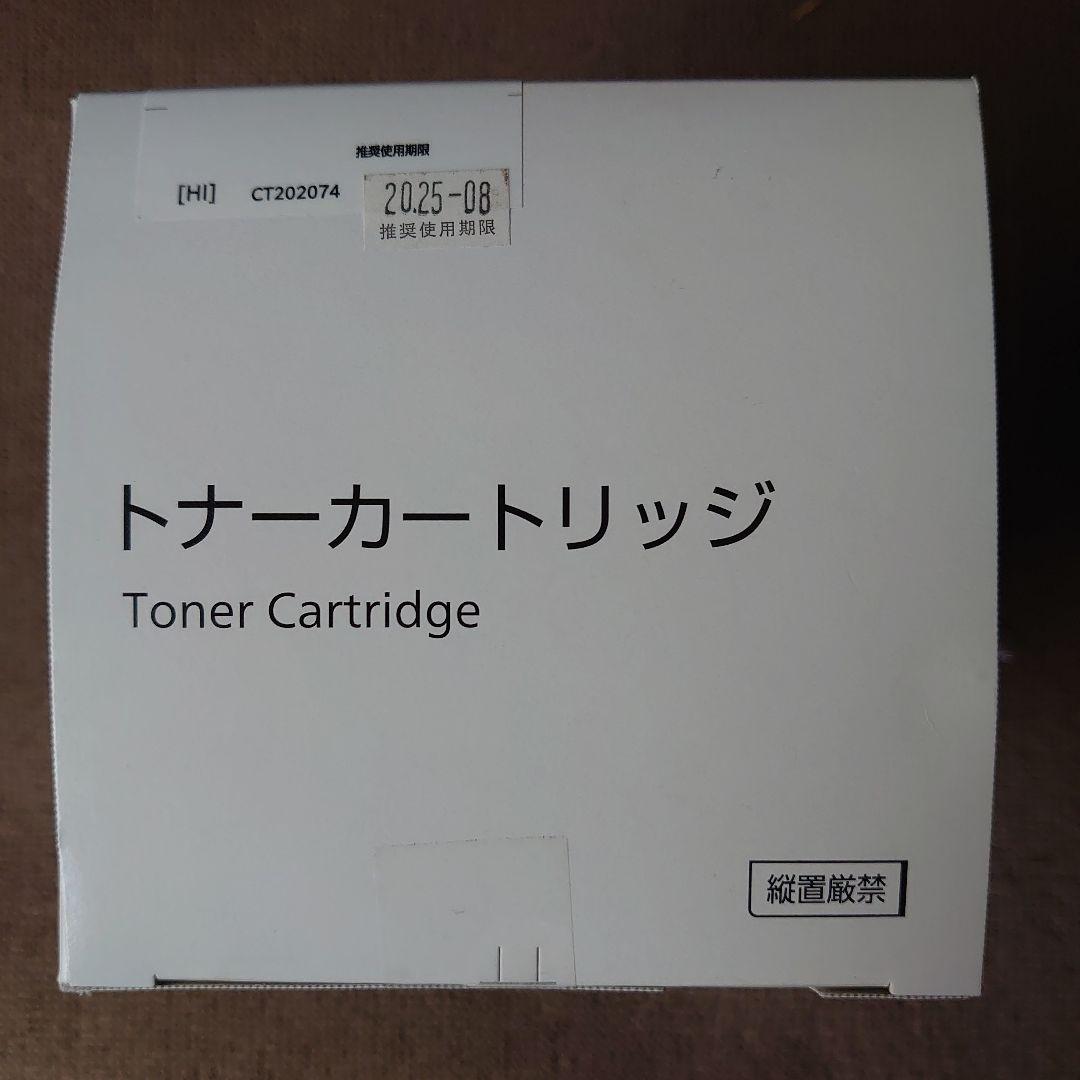 推奨使用期限
[HI] CT202074
20.25-08
推奨使用期限
トナーカートリッジ
Toner Cartridge
縦置厳禁